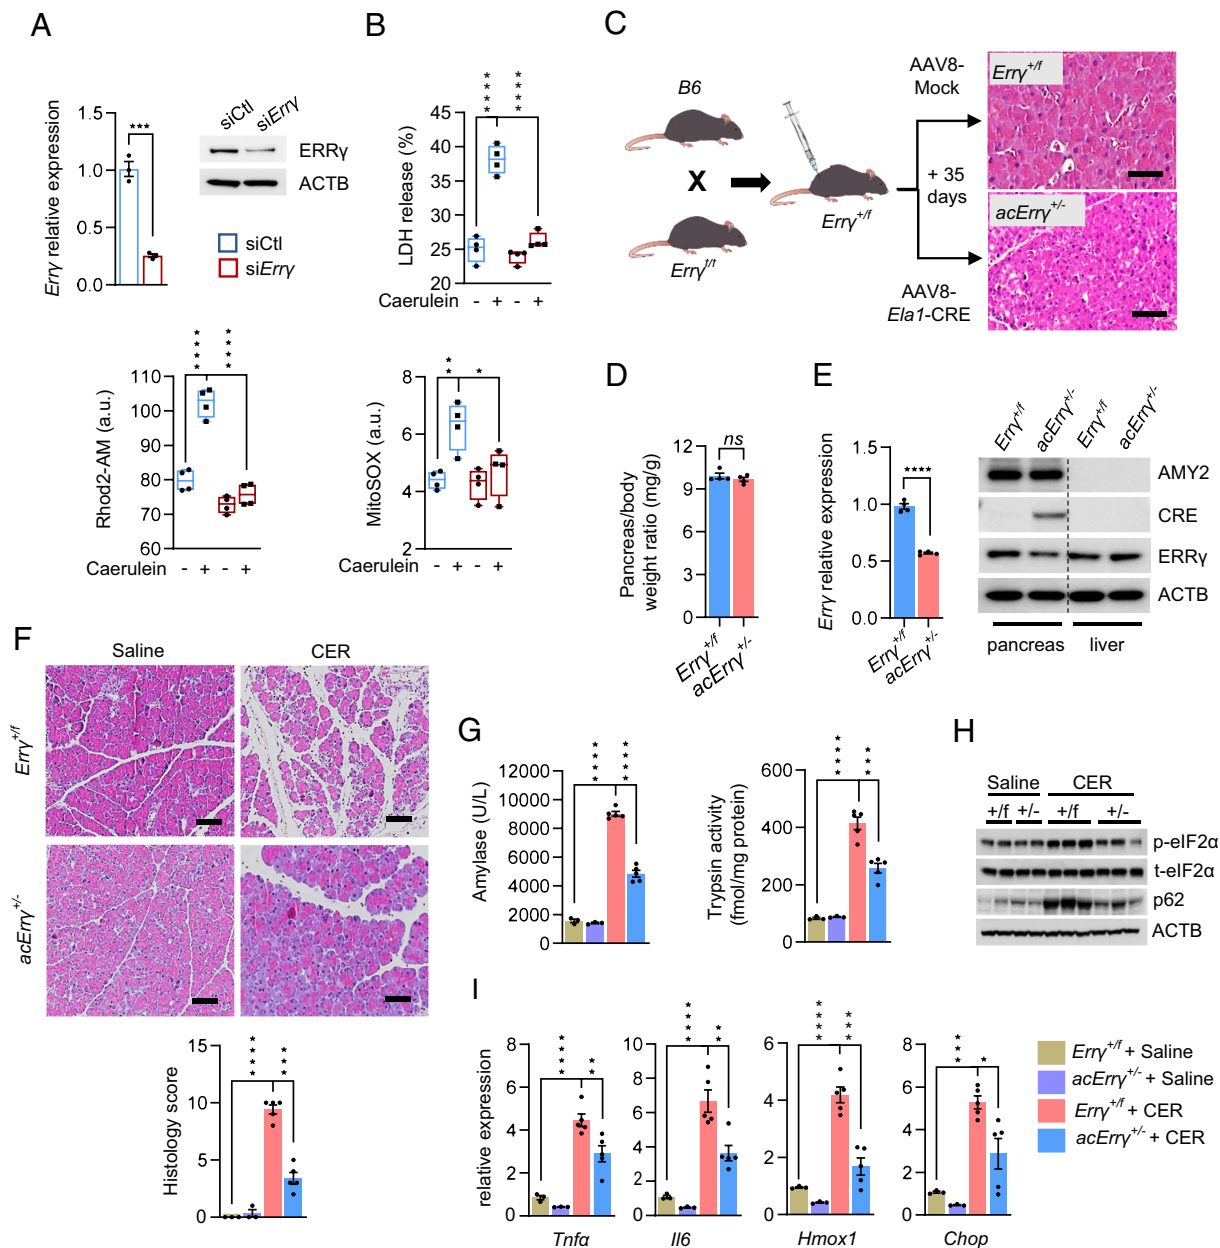 A
Errγ relative expression
1.5
1.0
0.5
0.0
***
siCtl
siErrγ
ERRγ
ACTB
siCtl
siErrγ
Rhod2-AM (a.u.)
110
100
90
80
70
60
****
****
Caerulein - + - +
B
LDH release (%)
45
40
35
30
25
20
****
****
Caerulein - + - +
MitoSOX (a.u.)
8
6
4
2
**
*
Caerulein - + - +
C
B6
X
Errγf/f
Errγ+/f
AAV8-
Mock
+ 35
days
AAV8-
Ela1-CRE
Errγ+/f
acErrγ+/-
D
Pancreas/body
weight ratio (mg/g)
12
9
6
3
0
ns
Errγ+/f
acErrγ+/-
E
Errγ relative expression
1.5
1.0
0.5
0.0
****
Errγ+/f
acErrγ+/-
Errγ+/f
acErrγ+/-
Errγ+/f
acErrγ+/-
AMY2
CRE
ERRγ
ACTB
pancreas
liver
F
Saline
CER
Errγ+/f
acErrγ+/-
Histology score
15
10
5
0
****
***
G
Amylase (U/L)
12000
10000
8000
6000
4000
2000
0
****
****
Trypsin activity
(fmol/mg protein)
600
400
200
0
****
***
H
Saline CER
+/f +/- +/f +/-
p-eIF2α
t-eIF2α
p62
ACTB
I
relative expression
8
6
4
2
0
****
**
Tnfα
10
8
6
4
2
0
****
**
Il6
6
4
2
0
****
***
Hmox1
8
6
4
2
0
***
*
Chop
Errγ+/f + Saline
acErrγ+/- + Saline
Errγ+/f + CER
acErrγ+/- + CER